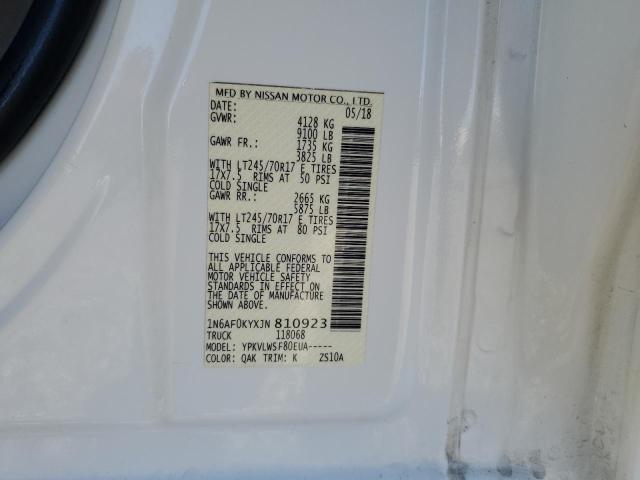 MFD BY NISSAN MOTOR CO., LTD.
DATE: 05/18
GVWR: 4128 KG
9100 LB
GAWR FR.: 1735 KG
3825 LB
WITH LT245/70R17 E TIRES
17X7.5 RIMS AT 50 PSI
COLD SINGLE
GAWR RR.: 2665 KG
5875 LB
WITH LT245/70R17 E TIRES
17X7.5 RIMS AT 80 PSI
COLD SINGLE
THIS VEHICLE CONFORMS TO
ALL APPLICABLE FEDERAL
MOTOR VEHICLE SAFETY
STANDARDS IN EFFECT ON
THE DATE OF MANUFACTURE
SHOWN ABOVE.
1N6AF0KYXJN 810923
TRUCK 118068
MODEL: YPKVLWSF80EUA-----
COLOR: QAK TRIM: K ZS10A